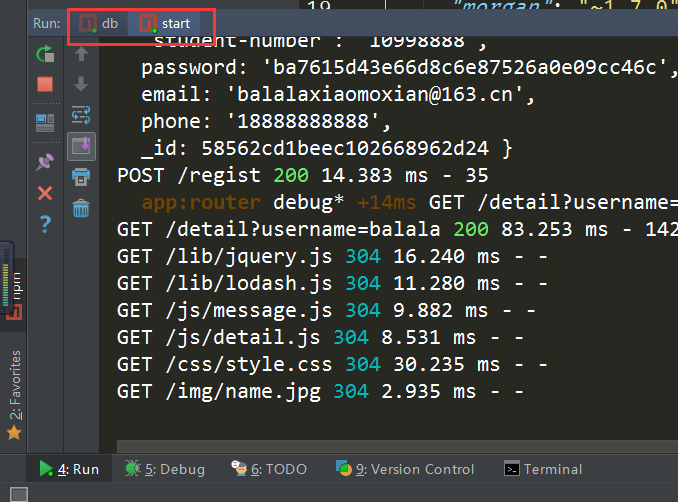 19 "morgan": "~1.7.0"
Run: db start
student-number : 10998888 ,
password: 'ba7615d43e66d8c6e87526a0e09cc46c',
email: 'balalaxiaomoxian@163.cn',
phone: '18888888888',
_id: 58562cd1beec102668962d24 }
POST /regist 200 14.383 ms - 35
app:router debug* +14ms GET /detail?username=
GET /detail?username=balala 200 83.253 ms - 142
GET /lib/jquery.js 304 16.240 ms - -
GET /lib/lodash.js 304 11.280 ms - -
GET /js/message.js 304 9.882 ms - -
GET /js/detail.js 304 8.531 ms - -
GET /css/style.css 304 30.235 ms - -
GET /img/name.jpg 304 2.935 ms - -
npm
2: Favorites
4: Run 5: Debug 6: TODO 9: Version Control Terminal